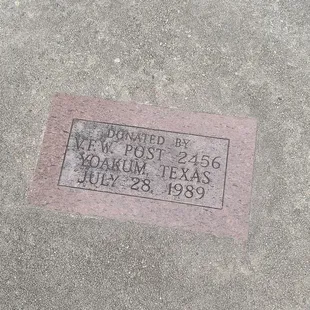 DONATED BY
V.F.W. POST 2456
YOAKUM, TEXAS
JULY 28, 1989